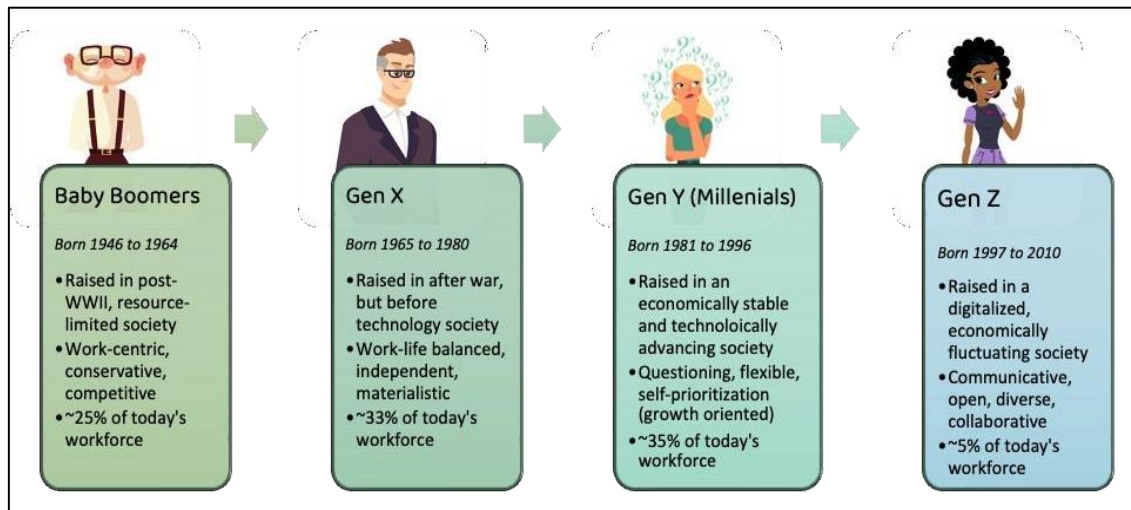 Baby Boomers
Born 1946 to 1964
•Raised in post-
WWII, resource-
limited society
•Work-centric,
conservative,
competitive
•~25% of today's
workforce
Gen X
Born 1965 to 1980
•Raised in after war,
but before
technology society
•Work-life balanced,
independent,
materialistic
•~33% of today's
workforce
Gen Y (Millenials)
Born 1981 to 1996
•Raised in an
economically stable
and technoloically
advancing society
•Questioning, flexible,
self-prioritization
(growth oriented)
•~35% of today's
workforce
Gen Z
Born 1997 to 2010
•Raised in a
digitalized,
economically
fluctuating society
•Communicative,
open, diverse,
collaborative
•~5% of today's
workforce